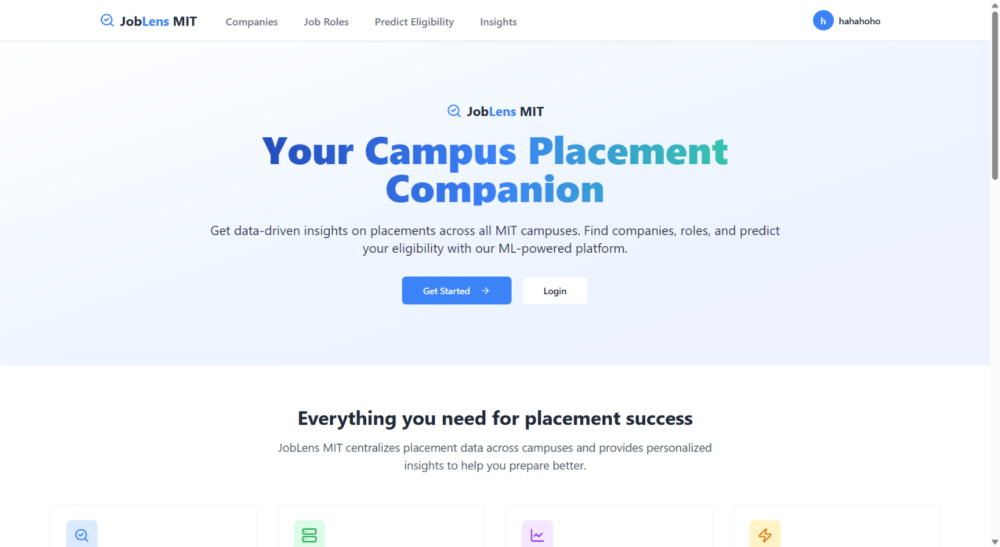 JobLens MIT
Companies
Job Roles
Predict Eligibility
Insights
h
hahahoho
JobLens MIT
Your Campus Placement
Companion
Get data-driven insights on placements across all MIT campuses. Find companies, roles, and predict
your eligibility with our ML-powered platform.
Get Started
Login
Everything you need for placement success
JobLens MIT centralizes placement data across campuses and provides personalized
insights to help you prepare better.